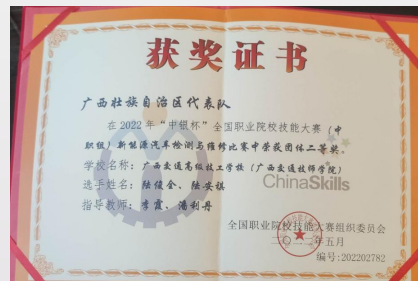 获奖证书
广西壮族自治区代表队
在2022年“中银杯”全国职业院校技能大赛（中
职组）新能源汽车检测与维修比赛中荣获团体二等奖。
学校名称：广西交通高级技工学校（广西交通技师学院）
选手姓名：陆俊全、陆安祺
指导教师：李霞、潘利丹
ChinaSkills
全国职业院校技能大赛组织委员会
二〇二二年五月
编号:202202782